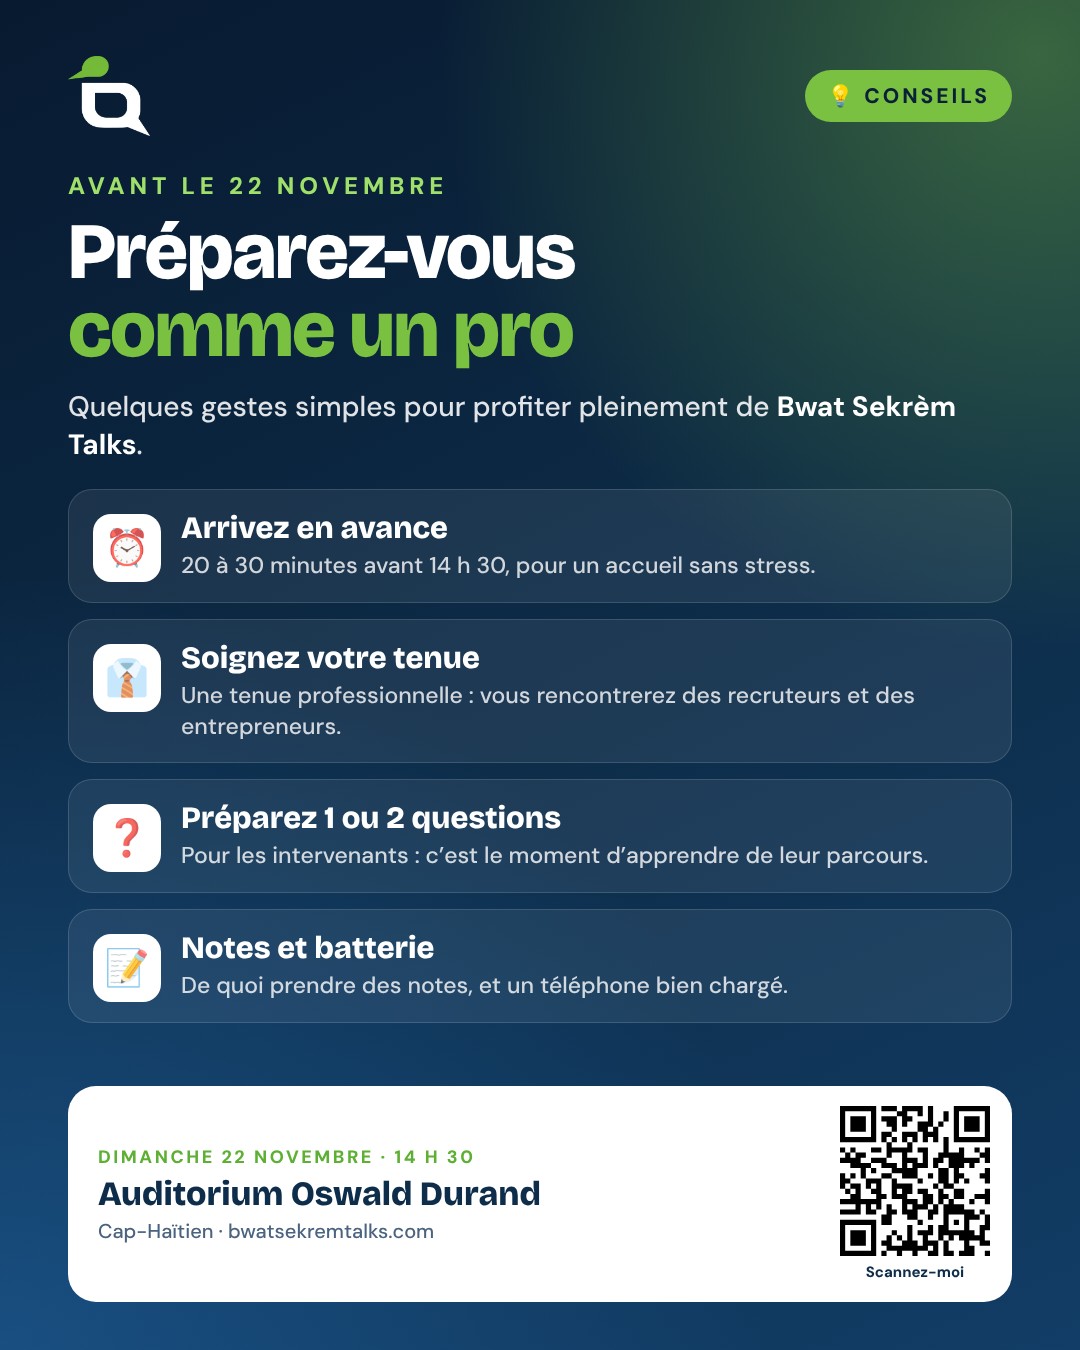 💡 CONSEILS
AVANT LE 22 NOVEMBRE
Préparez-vous
comme un pro
Quelques gestes simples pour profiter pleinement de Bwat Sekrèm
Talks.
Arrivez en avance
20 à 30 minutes avant 14 h 30, pour un accueil sans stress.
Soignez votre tenue
Une tenue professionnelle : vous rencontrerez des recruteurs et des
entrepreneurs.
Préparez 1 ou 2 questions
Pour les intervenants : c’est le moment d’apprendre de leur parcours.
Notes et batterie
De quoi prendre des notes, et un téléphone bien chargé.
DIMANCHE 22 NOVEMBRE · 14 H 30
Auditorium Oswald Durand
Cap-Haïtien · bwatsekremtalks.com
Scannez-moi